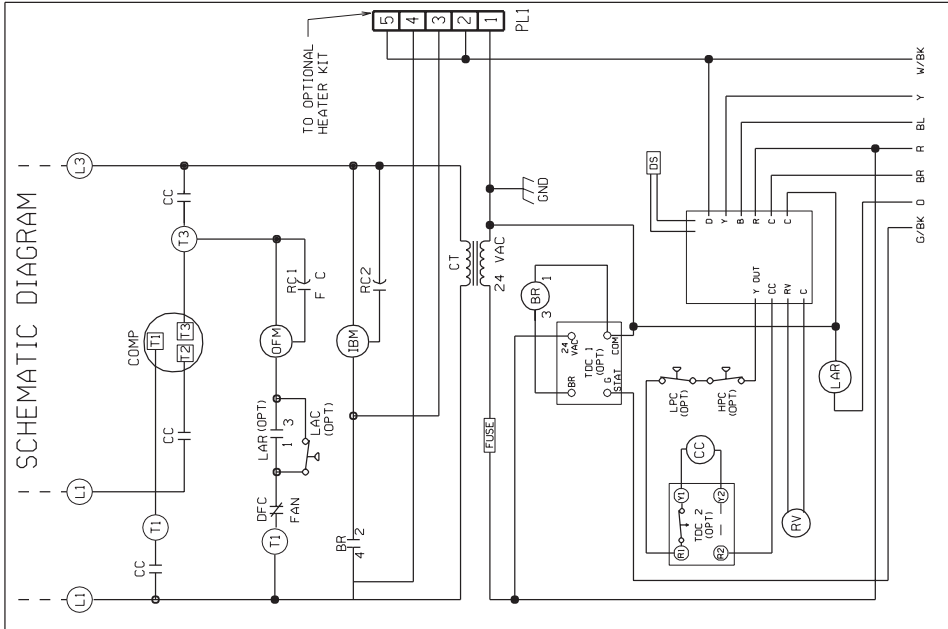 SCHEMATIC DIAGRAM
L1
L1
L3
CC
T1
CC
COMP
T1
T2
T3
T3
CC
T1
DFC
FAN
LAR (OPT)
1 3
LAC
(OPT)
OFM
RC1
F C
BR
4 2
IBM
RC2
CT
24 VAC
GND
FUSE
TO OPTIONAL
HEATER KIT
5
4
3
2
1
PL1
BR
3 1
24
VAC
BR
TDC 1
(OPT)
G
STAT
COM
LPC
(OPT)
HPC
(OPT)
CC
R1
Y1
TDC 2
(OPT)
R2
Y2
RV
LAR
DS
Y OUT
CC
RV
C
O
Y
B
R
C
C
W/BK
Y
BL
R
BR
O
G/BK